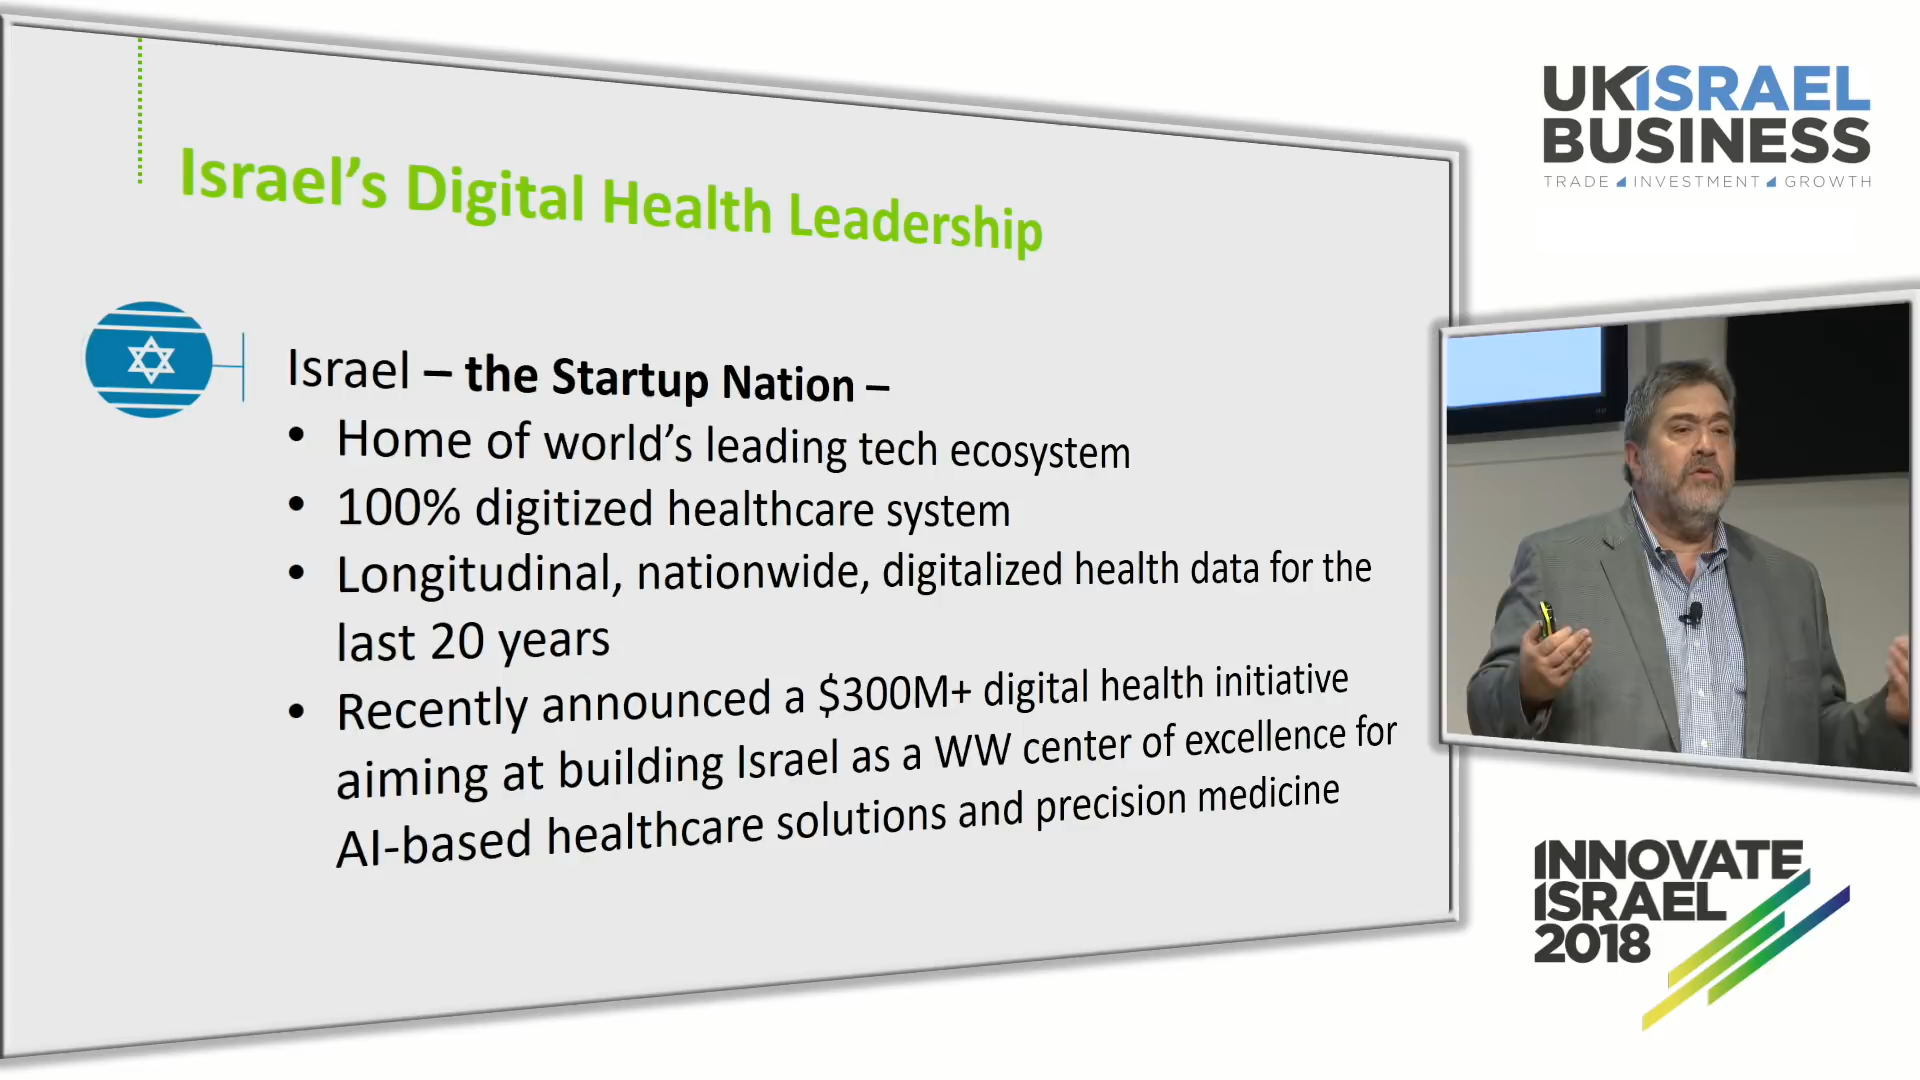 Israel's Digital Health Leadership
Israel – the Startup Nation –
• Home of world's leading tech ecosystem
• 100% digitized healthcare system
• Longitudinal, nationwide, digitalized health data for the
last 20 years
• Recently announced a $300M+ digital health initiative
aiming at building Israel as a WW center of excellence for
AI-based healthcare solutions and precision medicine
UKISRAEL
BUSINESS
TRADE INVESTMENT GROWTH
INNOVATE
ISRAEL
2018